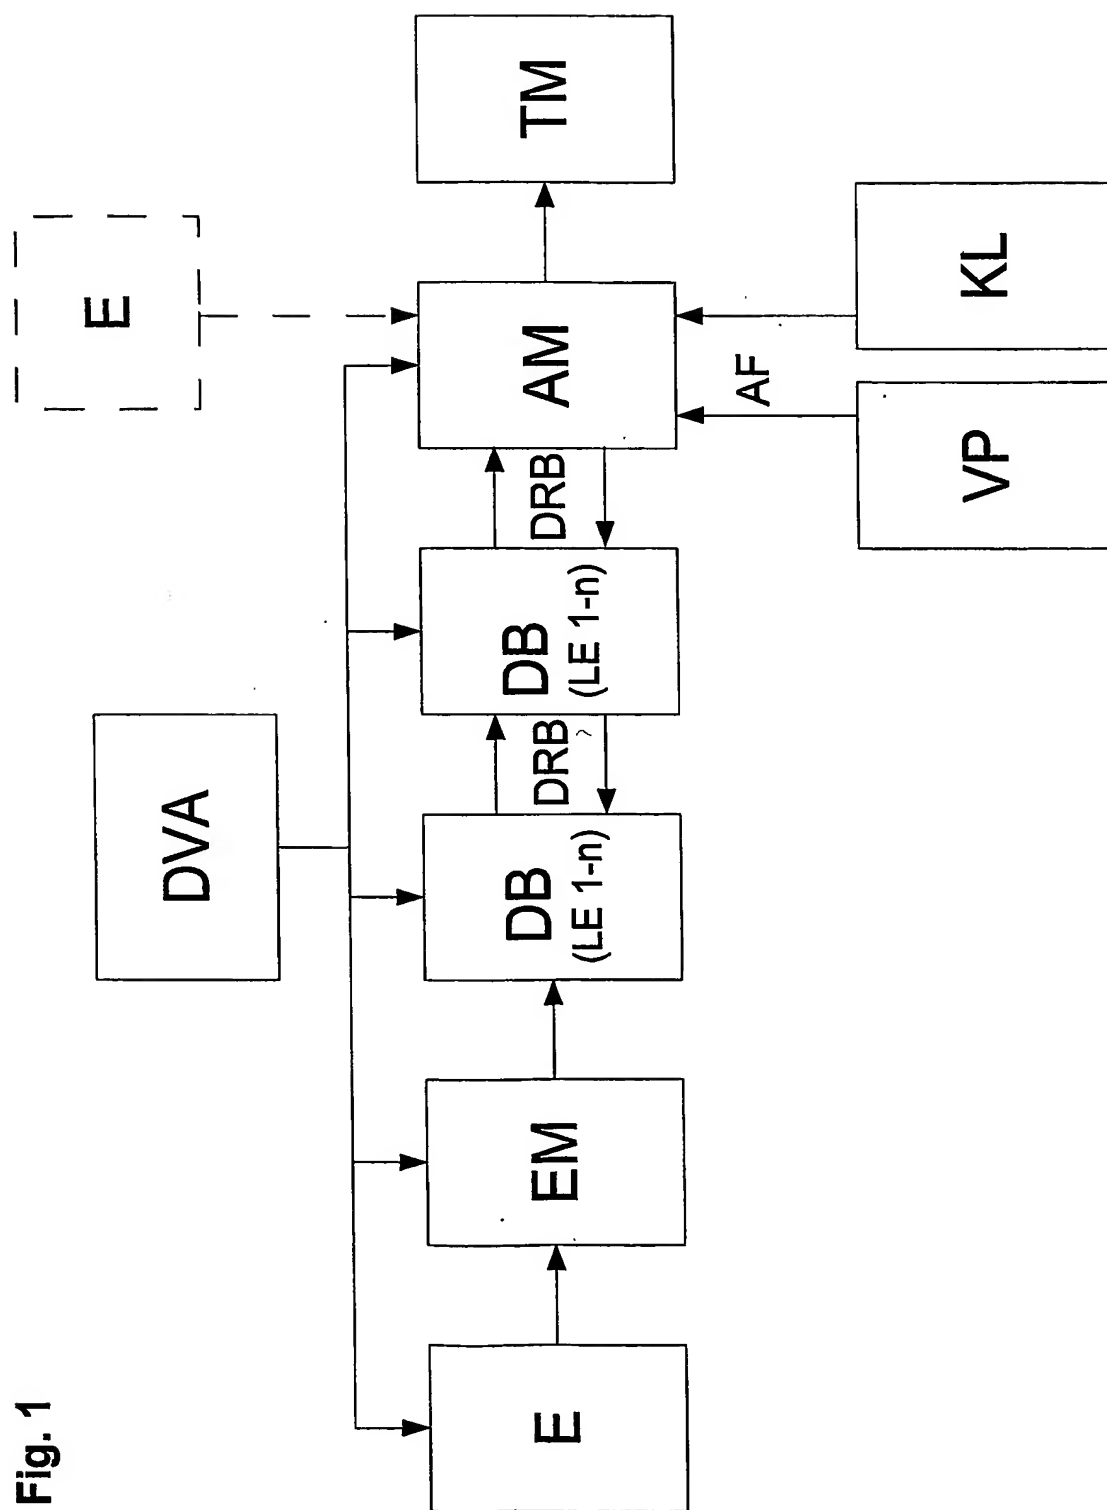 Fig. 1
E
DVA
E
EM
DB
(LE 1-n)
DRB
DB
(LE 1-n)
DRB
AM
TM
AF
VP
KL